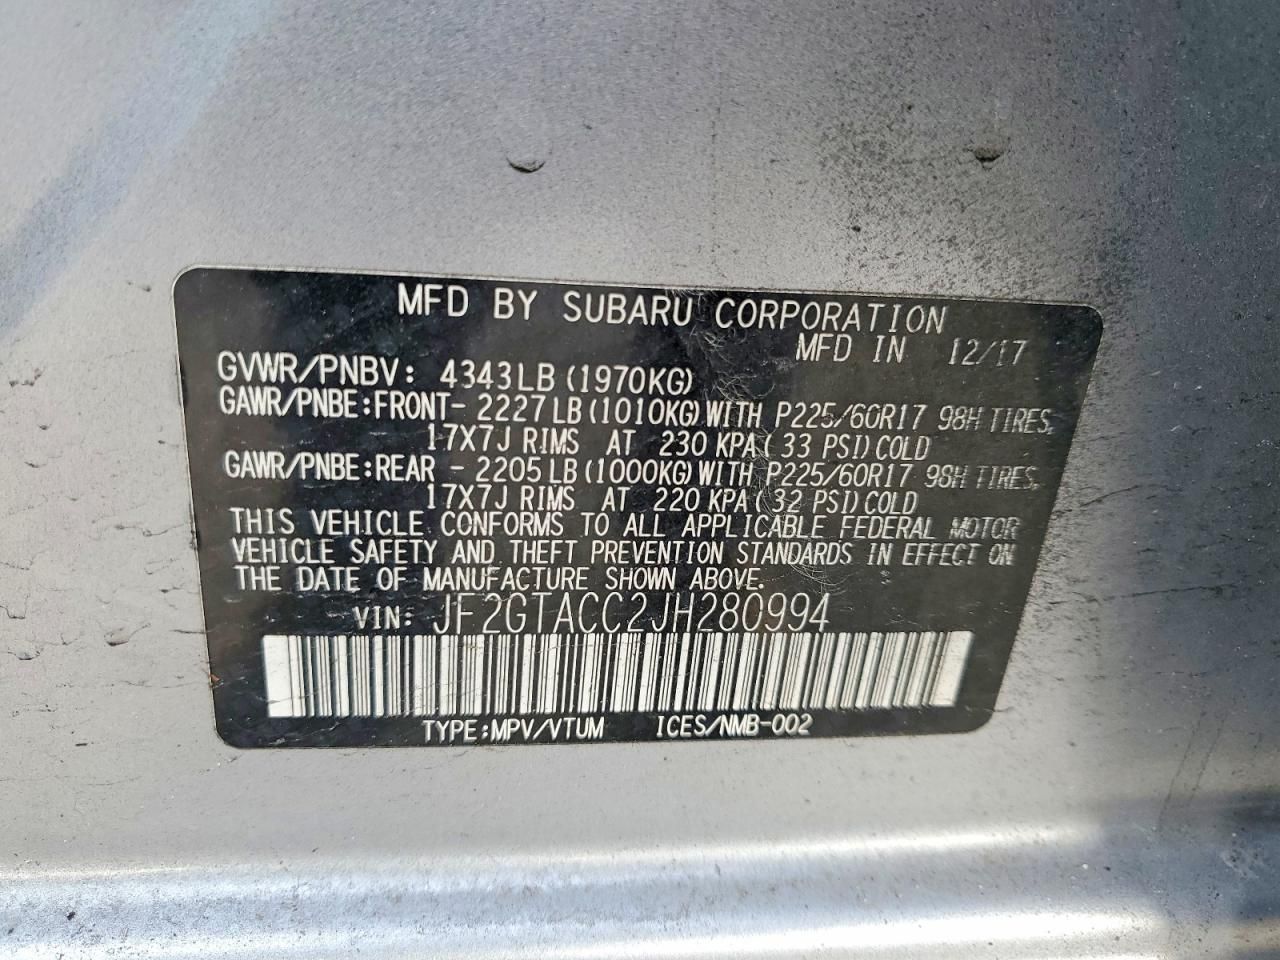 MFD BY SUBARU CORPORATION
MFD IN 12/17
GVWR/PNBV: 4343LB (1970KG)
GAWR/PNBE:FRONT- 2227LB(1010KG)WITH P225/60R17 98H TIRES,
17X7J RIMS AT 230 KPA( 33 PSI)COLD
GAWR/PNBE:REAR - 2205LB(1000KG)WITH P225/60R17 98H TIRES,
17X7J RIMS AT 220 KPA( 32 PSI)COLD
THIS VEHICLE CONFORMS TO ALL APPLICABLE FEDERAL MOTOR
VEHICLE SAFETY AND THEFT PREVENTION STANDARDS IN EFFECT ON
THE DATE OF MANUFACTURE SHOWN ABOVE.
VIN: JF2GTACC2JH280994
TYPE:MPV/VTUM ICES/NMB-002